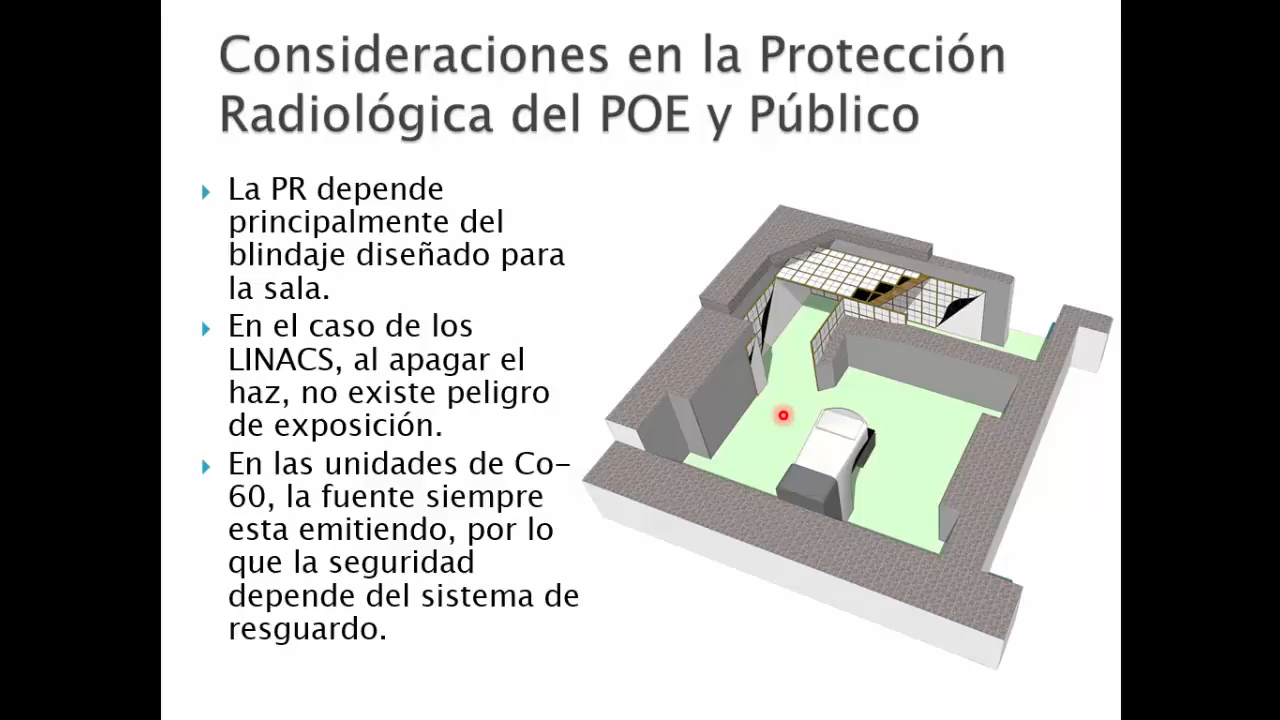 Consideraciones en la Protección
Radiológica del POE y Público
La PR depende
principalmente del
blindaje diseñado para
la sala.
En el caso de los
LINACS, al apagar el
haz, no existe peligro
de exposición.
En las unidades de Co-
60, la fuente siempre
esta emitiendo, por lo
que la seguridad
depende del sistema de
resguardo.